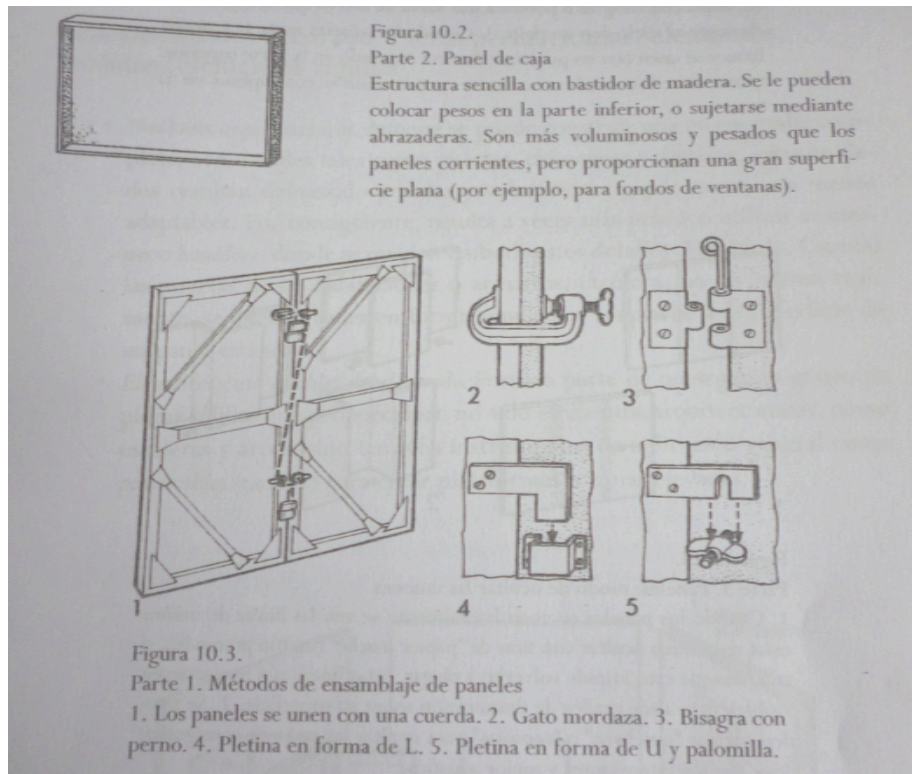 Figura 10.2.
Parte 2. Panel de caja
Estructura sencilla con bastidor de madera. Se le pueden
colocar pesos en la parte inferior, o sujetarse mediante
abrazaderas. Son más voluminosos y pesados que los
paneles corrientes, pero proporcionan una gran superfi-
cie plana (por ejemplo, para fondos de ventanas).
2
3
1
4
5
Figura 10.3.
Parte 1. Métodos de ensamblaje de paneles
1. Los paneles se unen con una cuerda. 2. Gato mordaza. 3. Bisagra con
perno. 4. Pletina en forma de L. 5. Pletina en forma de U y palomilla.